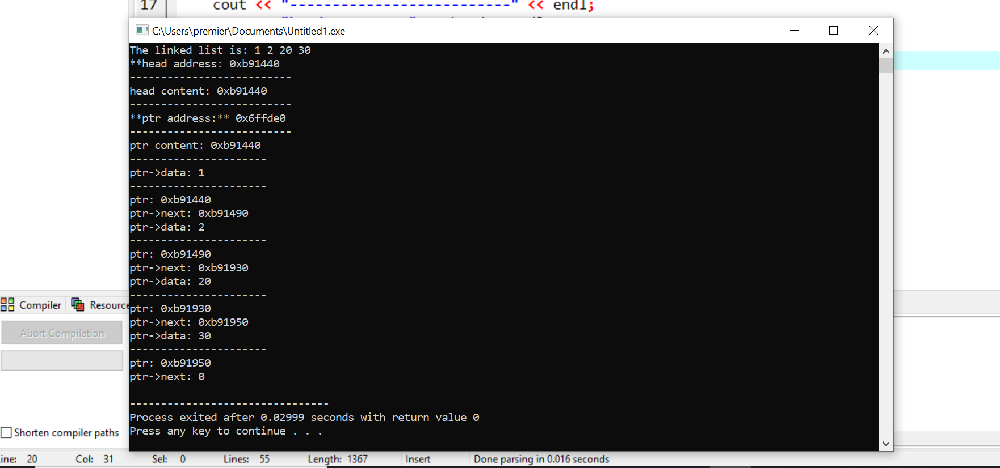 17 cout << "--------------------------" << endl;
C:\Users\premier\Documents\Untitled1.exe
The linked list is: 1 2 20 30
**head address: 0xb91440
--------------------------
head content: 0xb91440
--------------------------
**ptr address:** 0x6ffde0
--------------------------
ptr content: 0xb91440
----------------------
ptr->data: 1
----------------------
ptr: 0xb91440
ptr->next: 0xb91490
ptr->data: 2
----------------------
ptr: 0xb91490
ptr->next: 0xb91930
ptr->data: 20
----------------------
ptr: 0xb91930
ptr->next: 0xb91950
ptr->data: 30
----------------------
ptr: 0xb91950
ptr->next: 0
--------------------------------
Process exited after 0.02999 seconds with return value 0
Press any key to continue . . .
Compiler Resource
Abort Compilation
Shorten compiler paths
ine: 20 Col: 31 Sel: 0 Lines: 55 Length: 1367 Insert Done parsing in 0.016 seconds